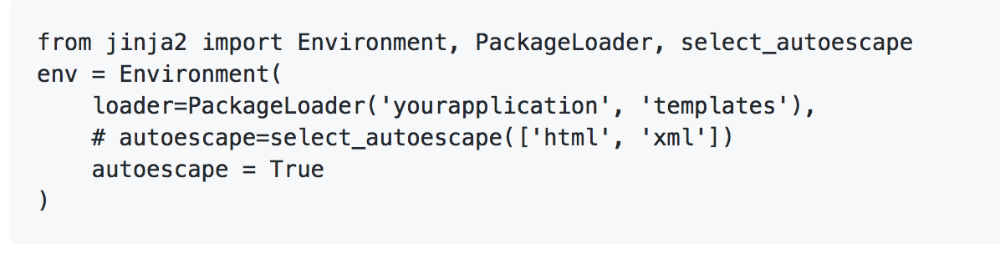 from jinja2 import Environment, PackageLoader, select_autoescape
env = Environment(
    loader=PackageLoader('yourapplication', 'templates'),
    # autoescape=select_autoescape(['html', 'xml'])
    autoescape = True
)